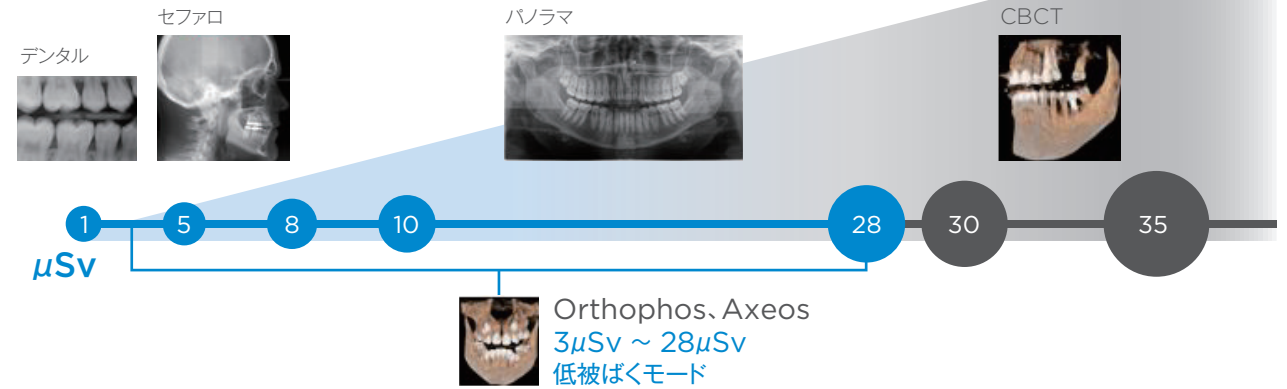 セファロ
パノラマ
CBCT
デンタル
1
5
8
10
28
30
35
μSv
Orthophos、Axeos
3μSv ~ 28μSv
低被ばくモード